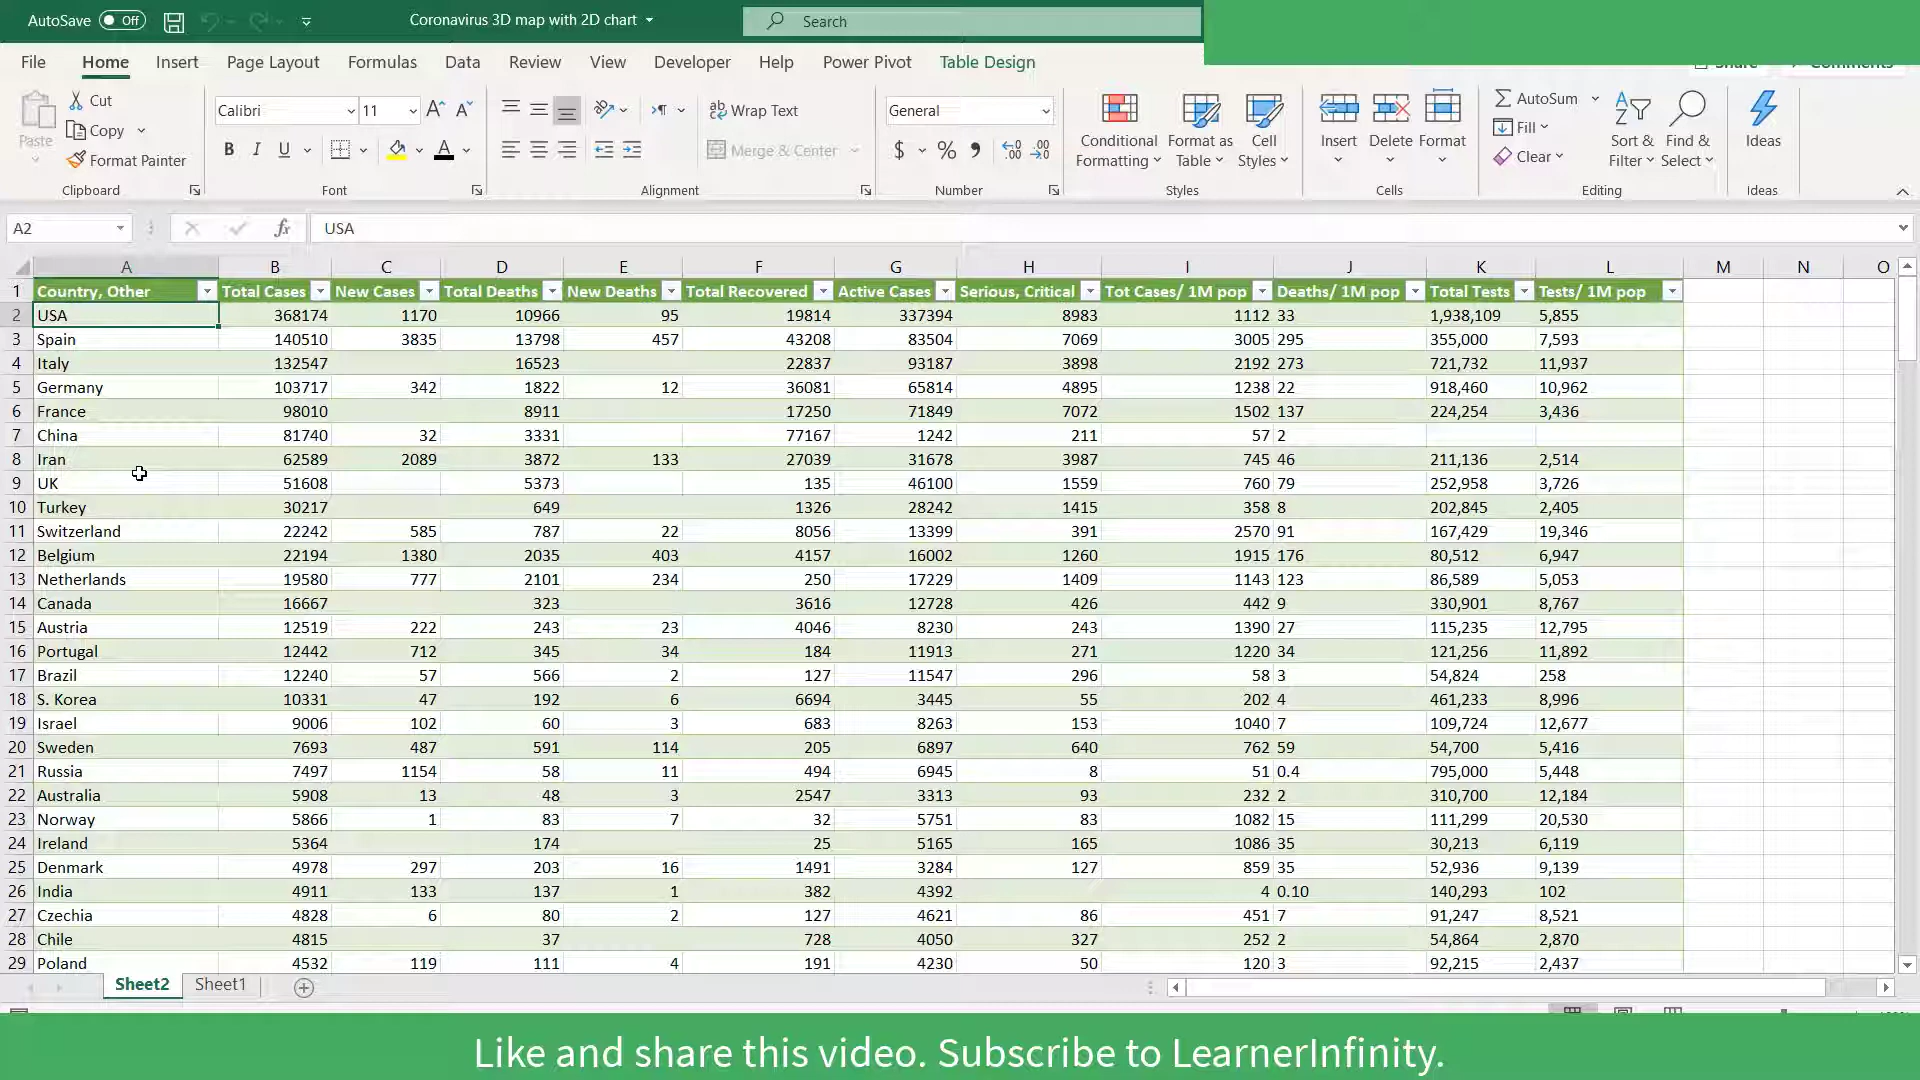 AutoSave Off Coronavirus 3D map with 2D chart Search
File Home Insert Page Layout Formulas Data Review View Developer Help Power Pivot Table Design Share Comments
Paste Cut Copy Format Painter Clipboard
Calibri 11 B I U A Font
Wrap Text Merge & Center Alignment
General $ % Number
Conditional Formatting Format as Table Cell Styles Styles
Insert Delete Format Cells
AutoSum Fill Clear Sort & Filter Find & Select Editing
Ideas Ideas
A2 fx USA
A B C D E F G H I J K L M N O
1 Country, Other Total Cases New Cases Total Deaths New Deaths Total Recovered Active Cases Serious, Critical Tot Cases/ 1M pop Deaths/ 1M pop Total Tests Tests/ 1M pop
2 USA 368174 1170 10966 95 19814 337394 8983 1112 33 1,938,109 5,855
3 Spain 140510 3835 13798 457 43208 83504 7069 3005 295 355,000 7,593
4 Italy 132547 16523 22837 93187 3898 2192 273 721,732 11,937
5 Germany 103717 342 1822 12 36081 65814 4895 1238 22 918,460 10,962
6 France 98010 8911 17250 71849 7072 1502 137 224,254 3,436
7 China 81740 32 3331 77167 1242 211 57 2
8 Iran 62589 2089 3872 133 27039 31678 3987 745 46 211,136 2,514
9 UK 51608 5373 135 46100 1559 760 79 252,958 3,726
10 Turkey 30217 649 1326 28242 1415 358 8 202,845 2,405
11 Switzerland 22242 585 787 22 8056 13399 391 2570 91 167,429 19,346
12 Belgium 22194 1380 2035 403 4157 16002 1260 1915 176 80,512 6,947
13 Netherlands 19580 777 2101 234 250 17229 1409 1143 123 86,589 5,053
14 Canada 16667 323 3616 12728 426 442 9 330,901 8,767
15 Austria 12519 222 243 23 4046 8230 243 1390 27 115,235 12,795
16 Portugal 12442 712 345 34 184 11913 271 1220 34 121,256 11,892
17 Brazil 12240 57 566 2 127 11547 296 58 3 54,824 258
18 S. Korea 10331 47 192 6 6694 3445 55 202 4 461,233 8,996
19 Israel 9006 102 60 3 683 8263 153 1040 7 109,724 12,677
20 Sweden 7693 487 591 114 205 6897 640 762 59 54,700 5,416
21 Russia 7497 1154 58 11 494 6945 8 51 0.4 795,000 5,448
22 Australia 5908 13 48 3 2547 3313 93 232 2 310,700 12,184
23 Norway 5866 1 83 7 32 5751 83 1082 15 111,299 20,530
24 Ireland 5364 174 25 5165 165 1086 35 30,213 6,119
25 Denmark 4978 297 203 16 1491 3284 127 859 35 52,936 9,139
26 India 4911 133 137 1 382 4392 4 0.10 140,293 102
27 Czechia 4828 6 80 2 127 4621 86 451 7 91,247 8,521
28 Chile 4815 37 728 4050 327 252 2 54,864 2,870
29 Poland 4532 119 111 4 191 4230 50 120 3 92,215 2,437
Sheet2 Sheet1
Like and share this video. Subscribe to LearnerInfinity.